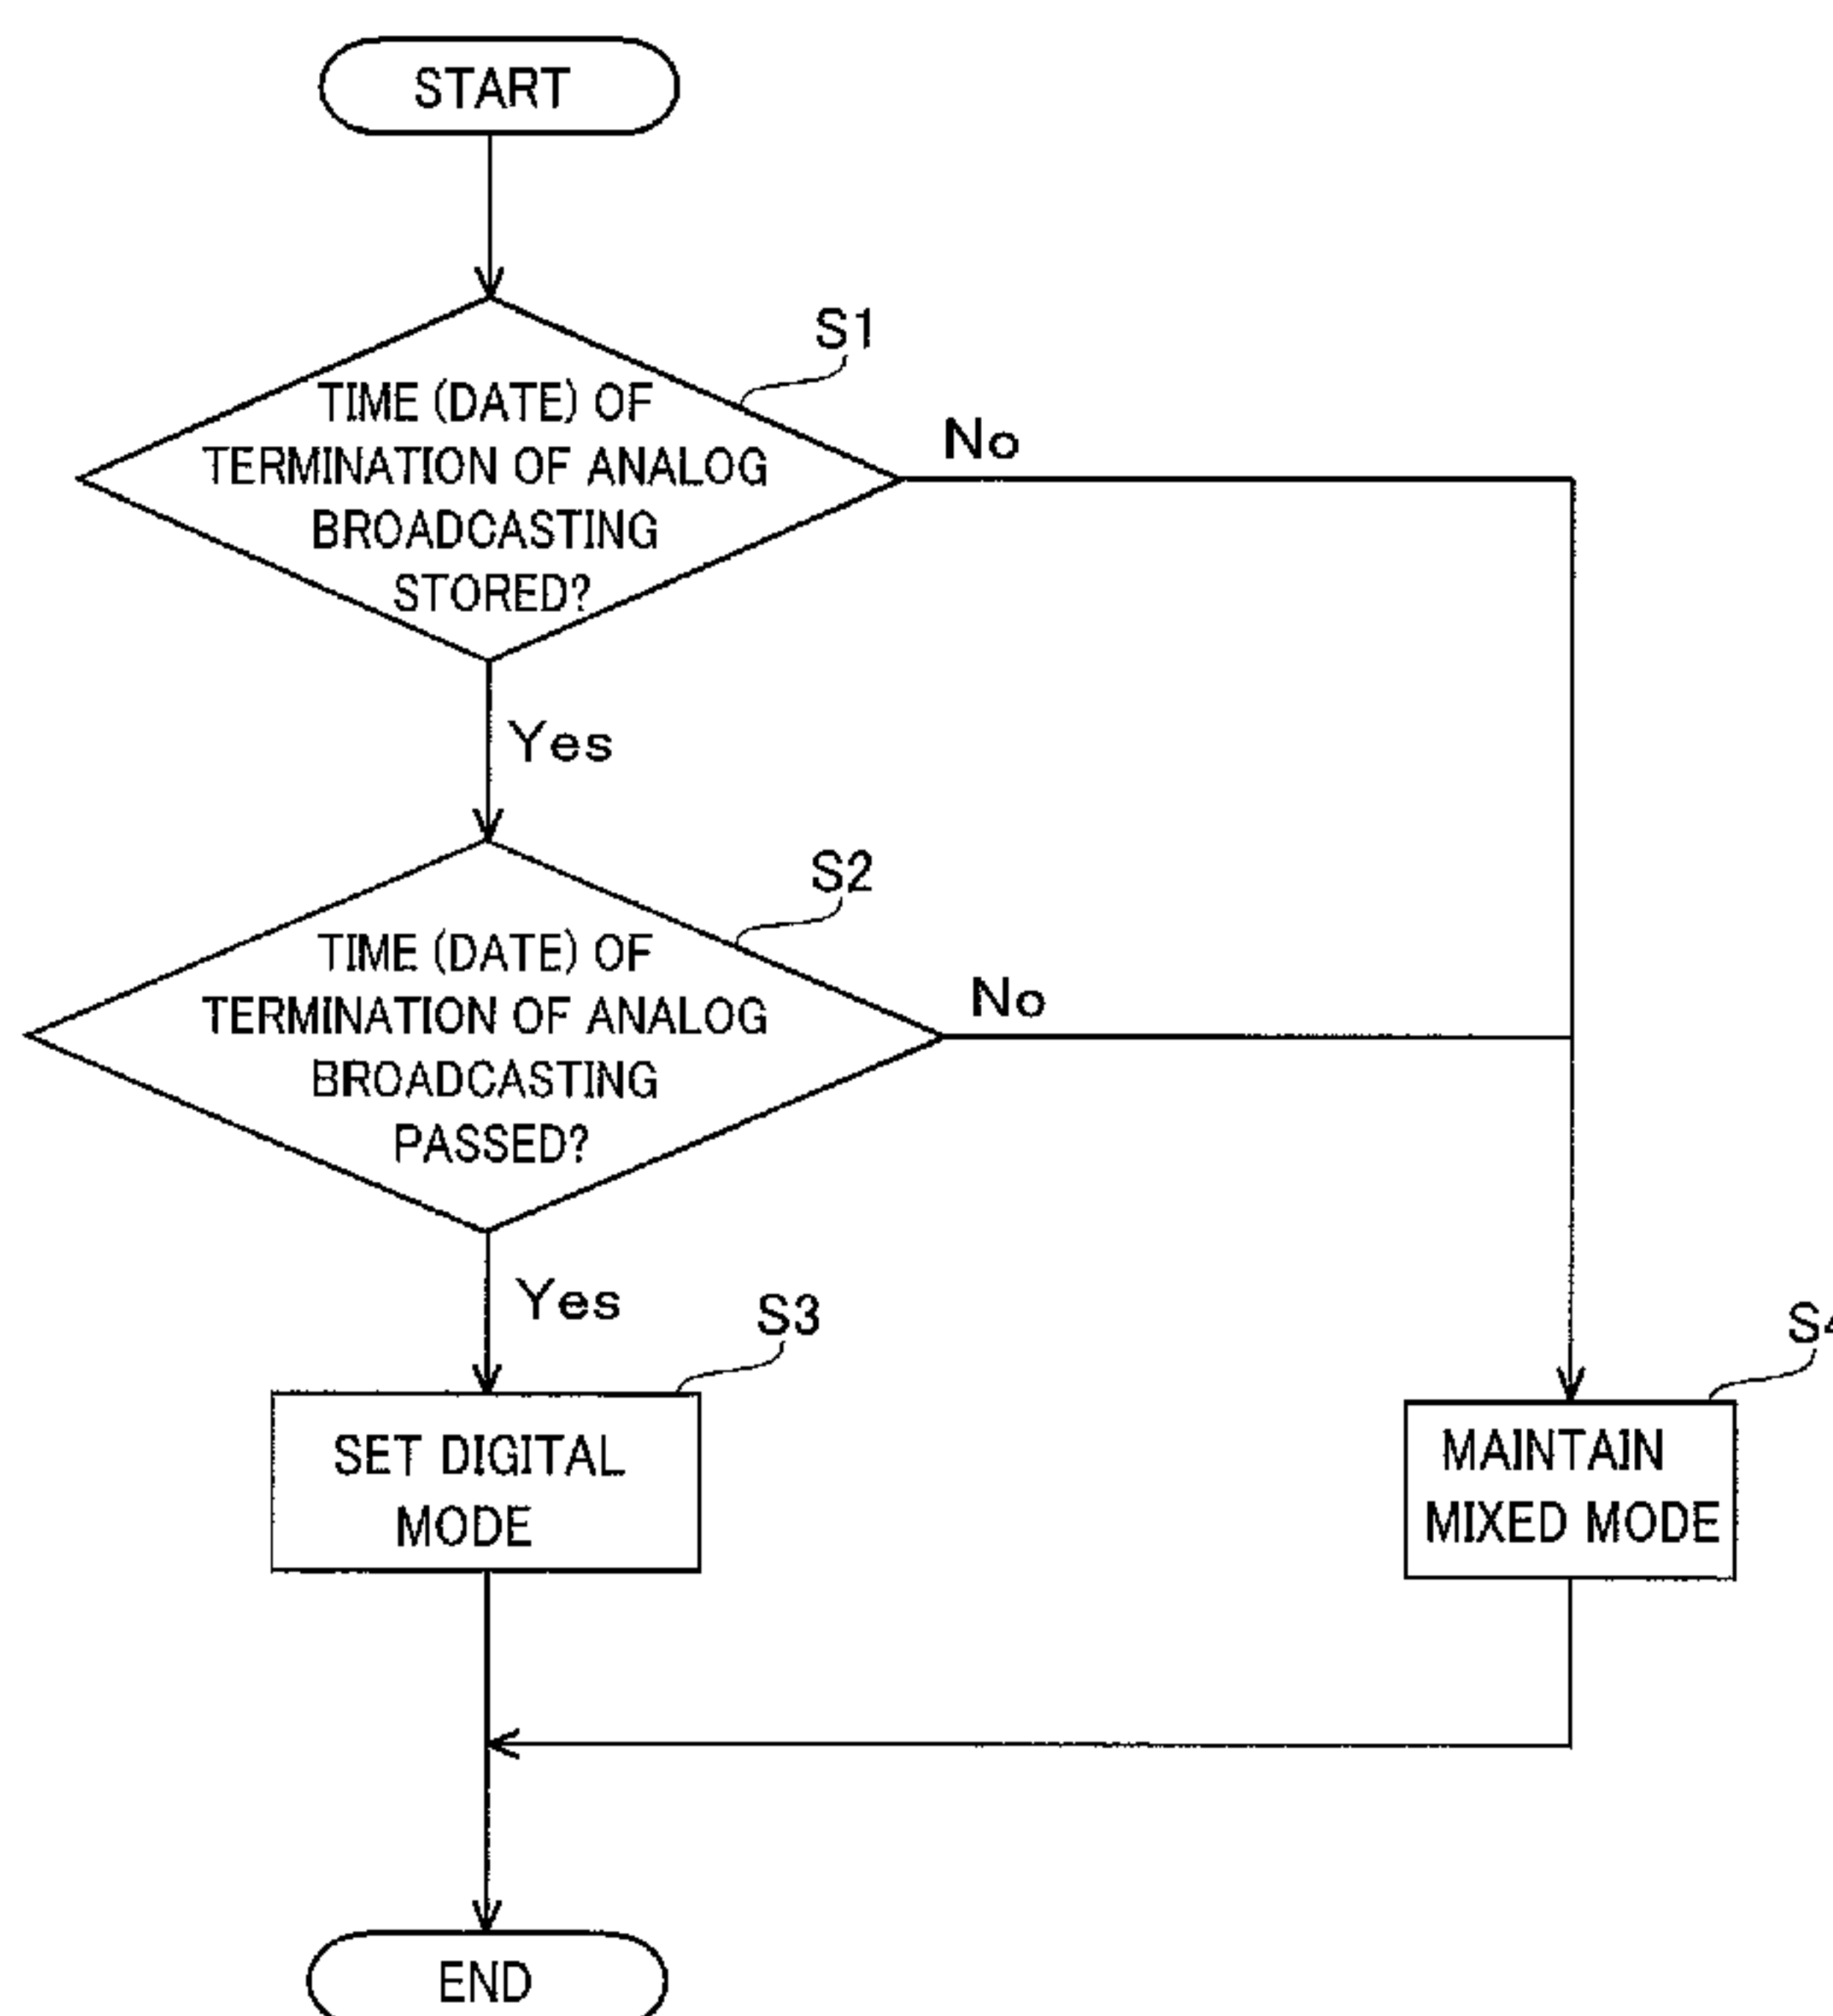 START
S1
TIME (DATE) OF
TERMINATION OF ANALOG
BROADCASTING
STORED?
No
Yes
S2
TIME (DATE) OF
TERMINATION OF ANALOG
BROADCASTING
PASSED?
No
Yes
S3
SET DIGITAL
MODE
S4
MAINTAIN
MIXED MODE
END